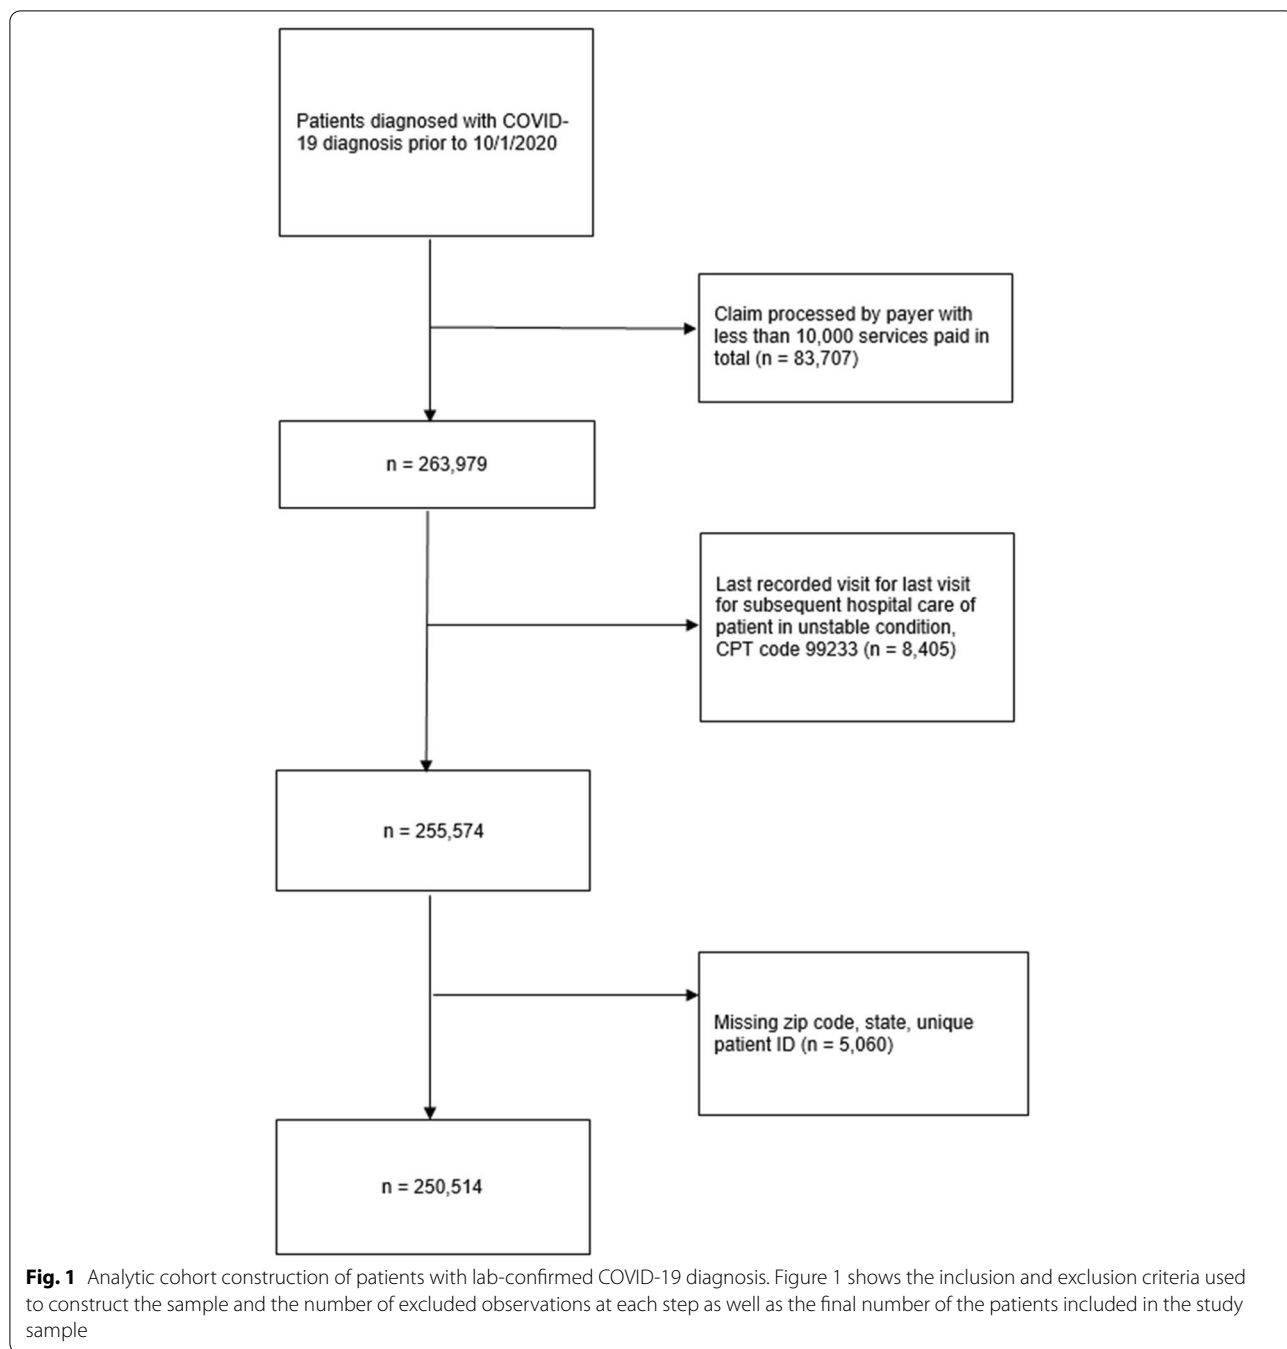 Patients diagnosed with COVID-
19 diagnosis prior to 10/1/2020
Claim processed by payer with
less than 10,000 services paid in
total (n = 83,707)
n = 263,979
Last recorded visit for last visit
for subsequent hospital care of
patient in unstable condition,
CPT code 99233 (n = 8,405)
n = 255,574
Missing zip code, state, unique
patient ID (n = 5,060)
n = 250,514
Fig. 1 Analytic cohort construction of patients with lab-confirmed COVID-19 diagnosis. Figure 1 shows the inclusion and exclusion criteria used
to construct the sample and the number of excluded observations at each step as well as the final number of the patients included in the study
sample